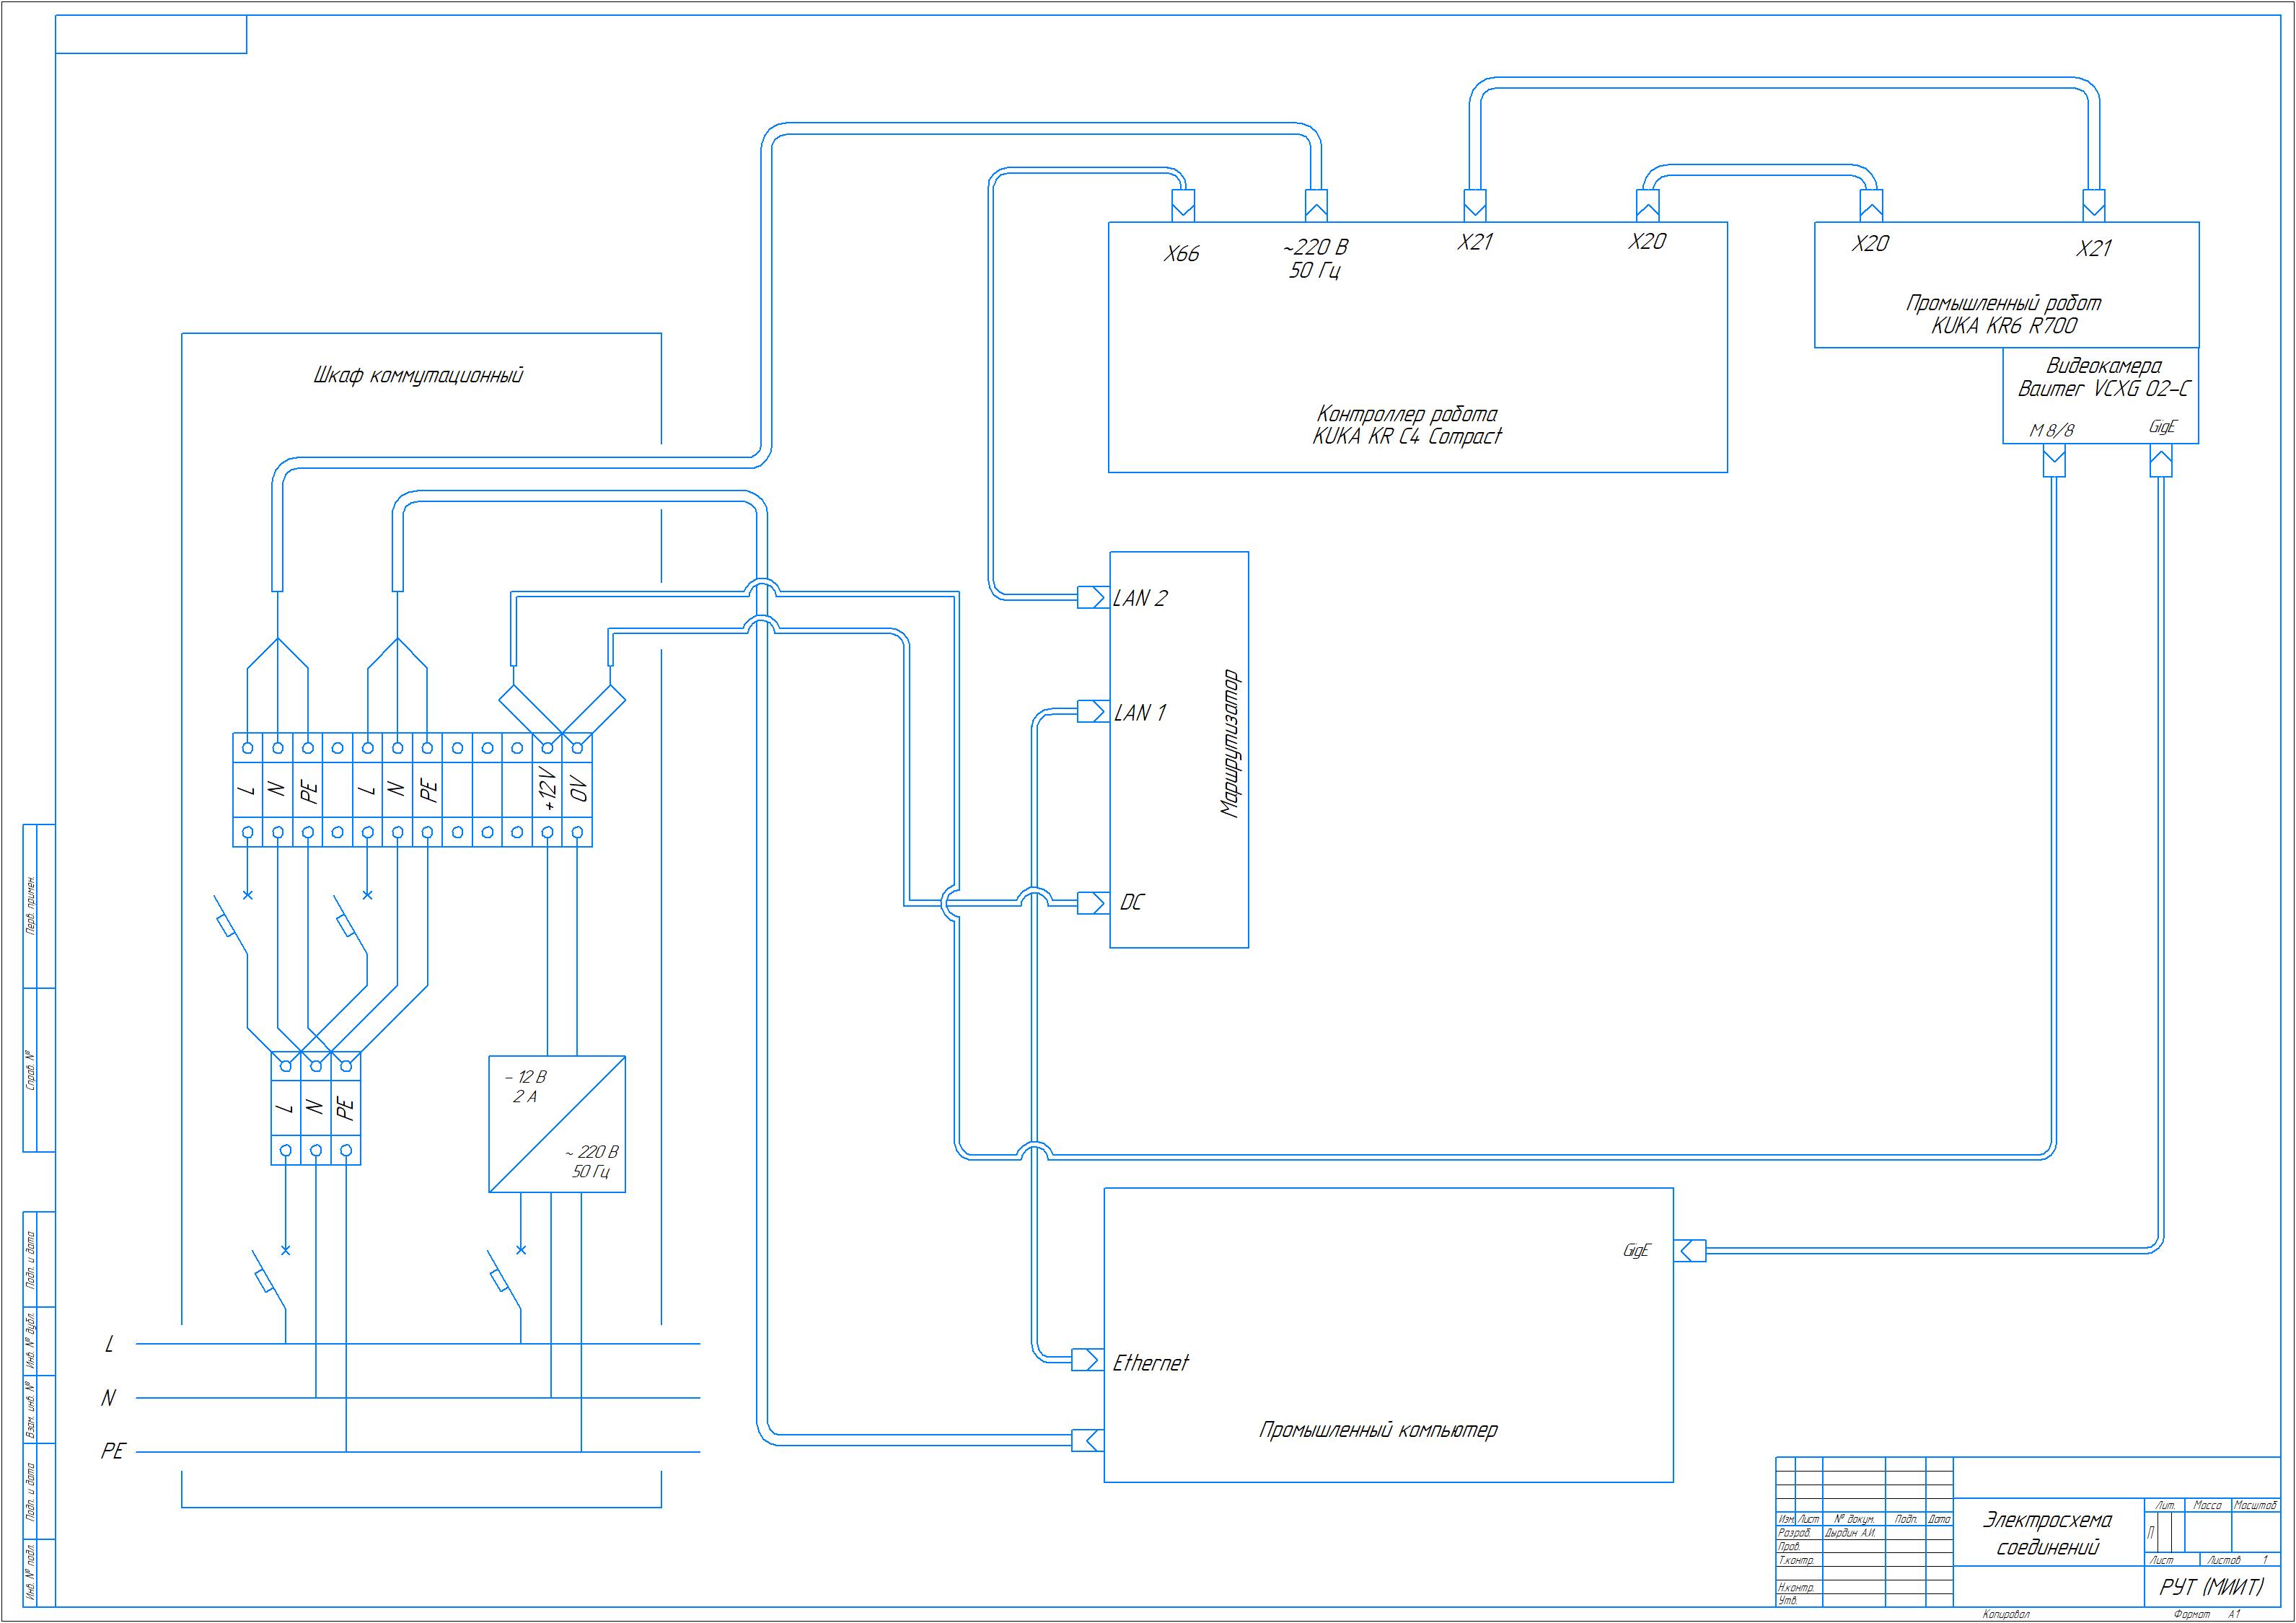 X66
~220 В
50 Гц
X21
X20
X20
X21
Промышленный робот
KUKA KR6 R700
Видеокамера
Baumer VCXG 02-C
М 8/8
GigE
Контроллер робота
KUKA KR C4 Compact
Шкаф коммутационный
LAN 2
LAN 1
DC
Маршрутизатор
L
N
PE
L
N
PE
+12V
0V
L
N
PE
- 12 В
2 А
~ 220 В
50 Гц
L
N
PE
GigE
Ethernet
Промышленный компьютер
Перв. примен.
Справ. №
Подп. и дата
Инв. № дубл.
Взам. инв. №
Подп. и дата
Инв. № подл.
Изм. Лист № докум. Подп. Дата
Разраб. Дырдин А.И.
Пров.
Т.контр.
Н.контр.
Утв.
Электросхема
соединений
Лит. Масса Масштаб
П
Лист Листов 1
РУТ (МИИТ)
Копировал Формат А1